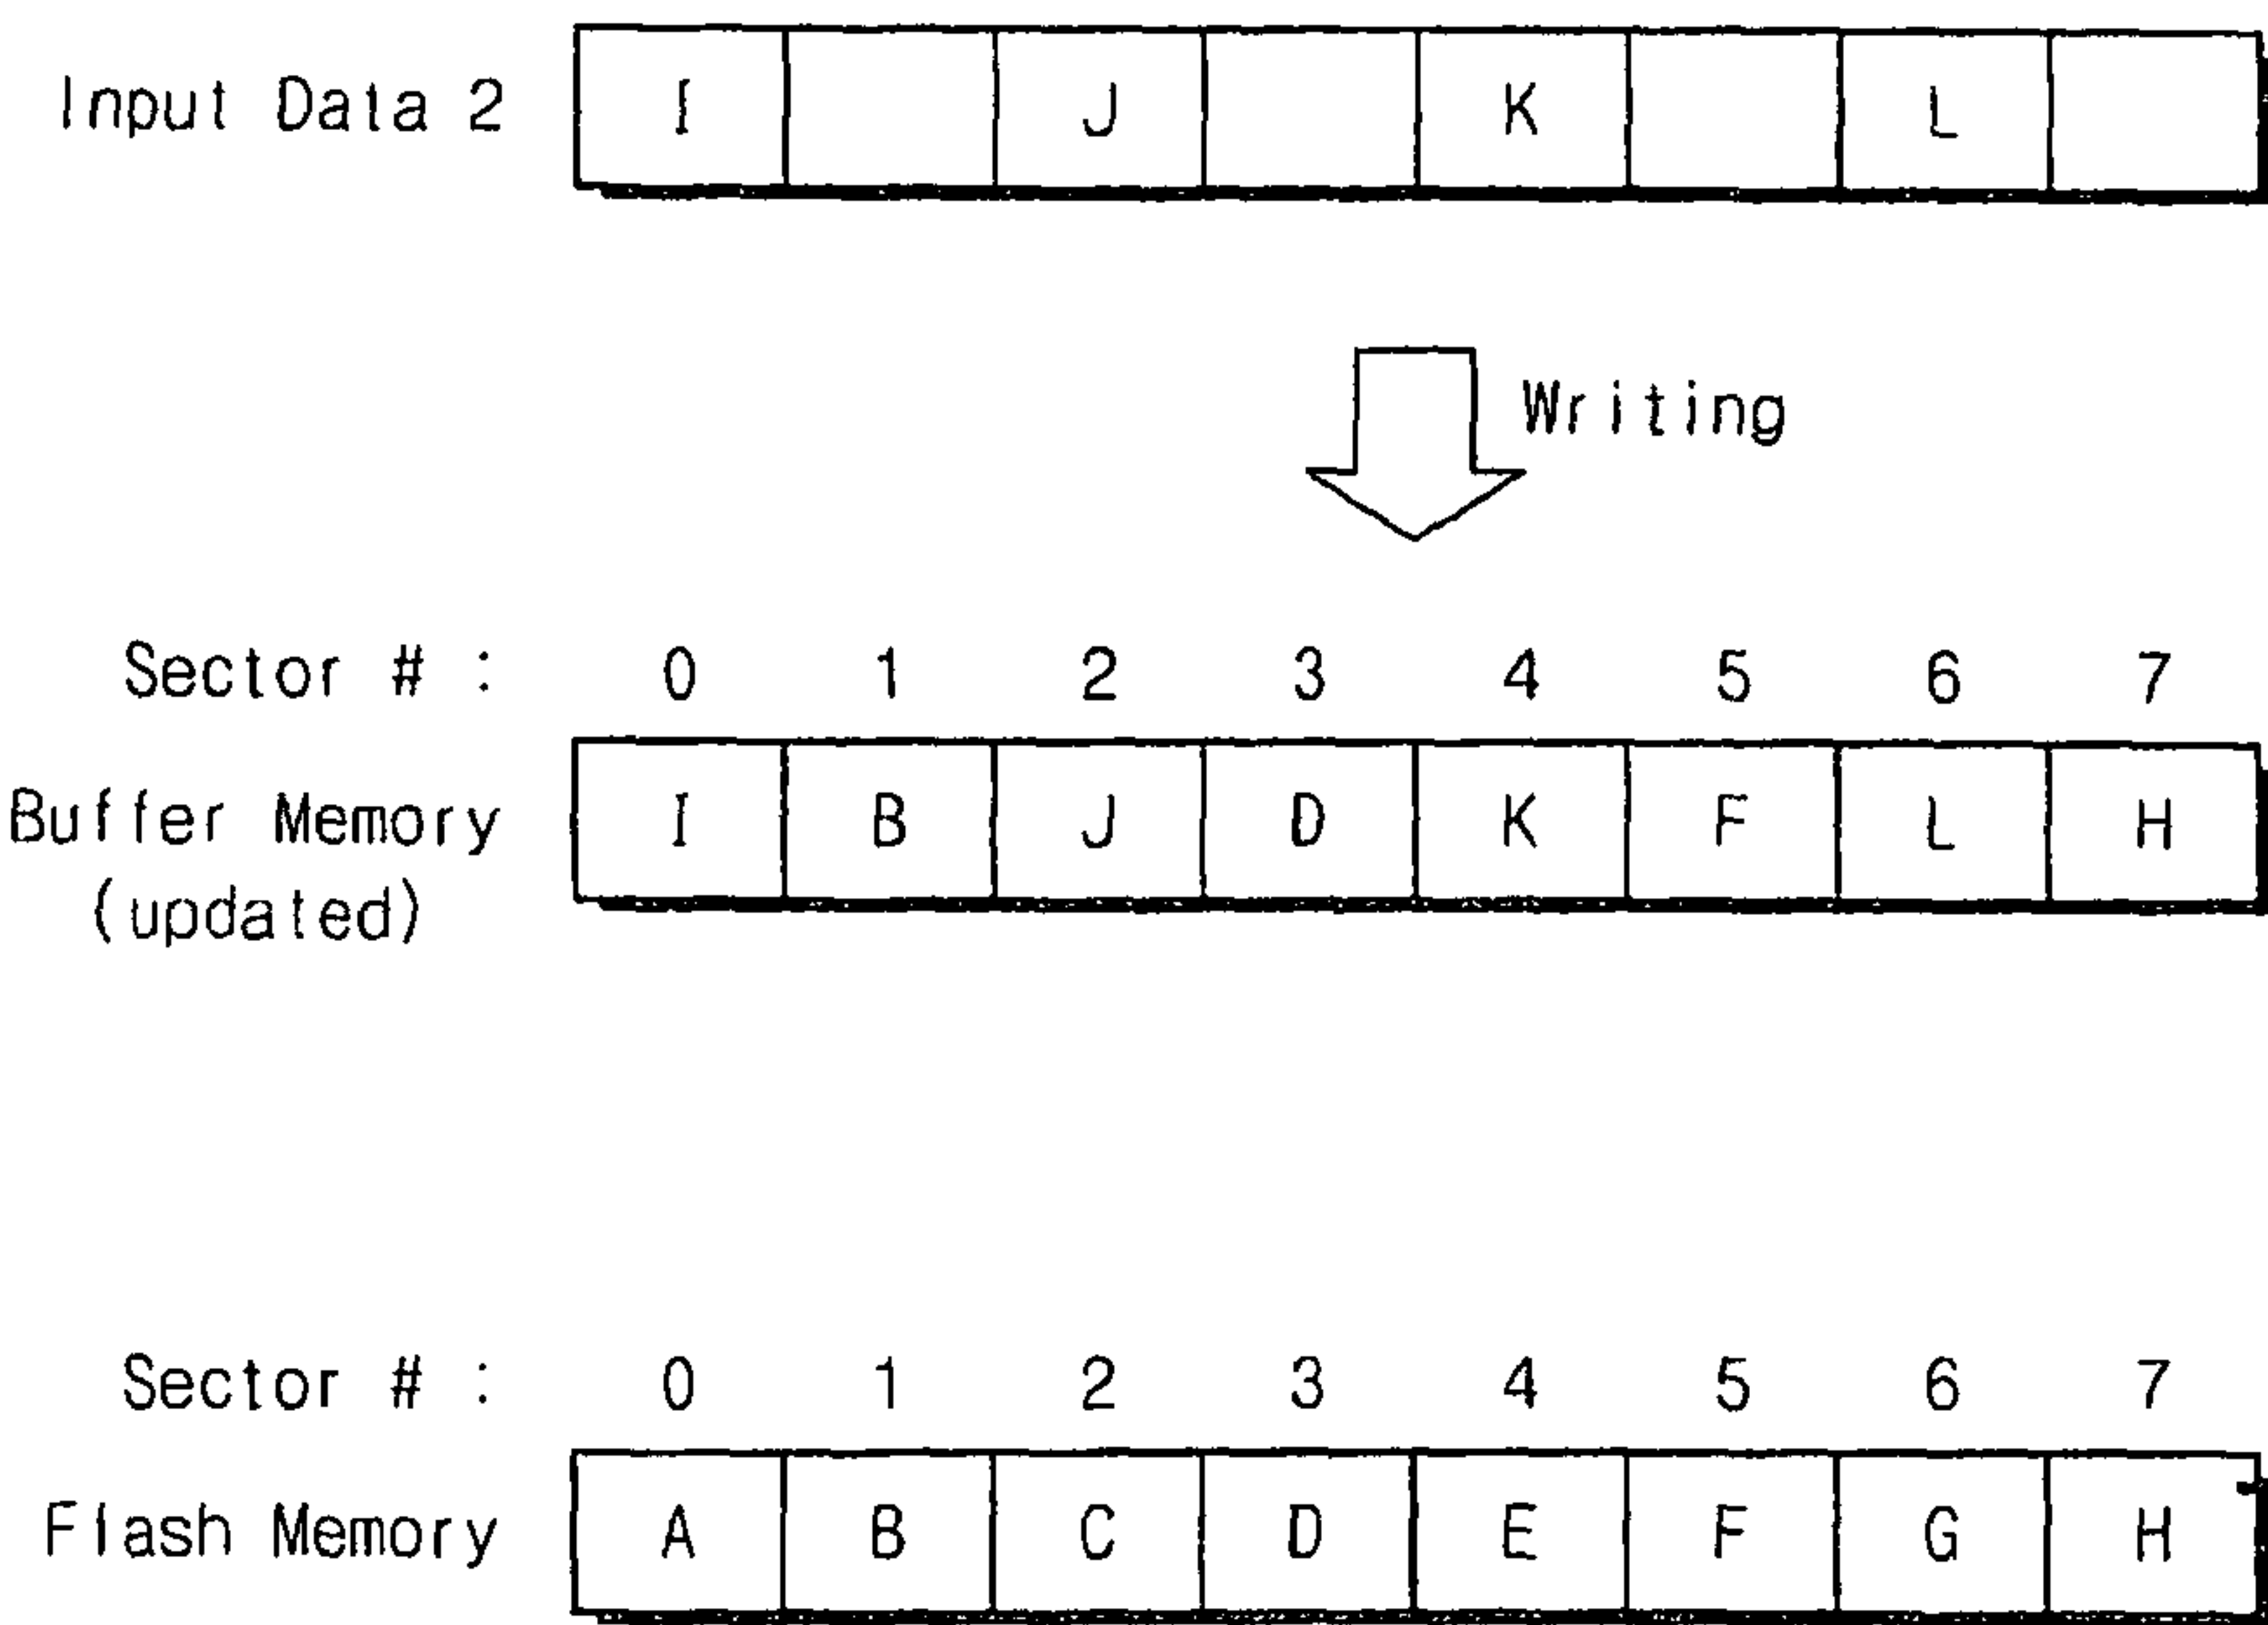 Input Data 2 I J K L
Writing
Sector # : 0 1 2 3 4 5 6 7
Buffer Memory I B J D K F L H
(updated)
Sector # : 0 1 2 3 4 5 6 7
Flash Memory A B C D E F G H